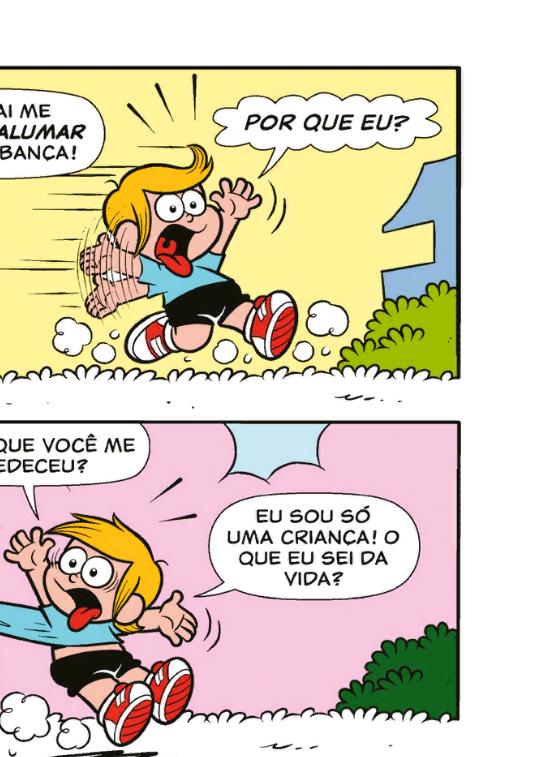 AI ME
ALUMAR
BANCA!
POR QUE EU?
QUE VOCÊ ME
EDECEU?
EU SOU SÓ
UMA CRIANÇA! O
QUE EU SEI DA
VIDA?